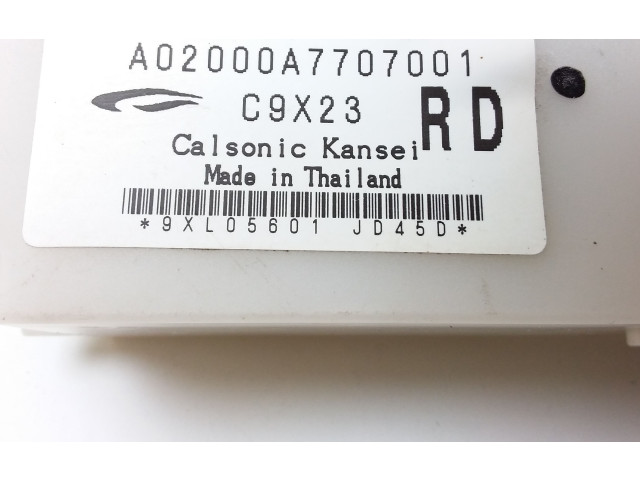 A02000A7707001
C9X23 RD
Calsonic Kansei
Made in Thailand
*9XL05601 JD45D*